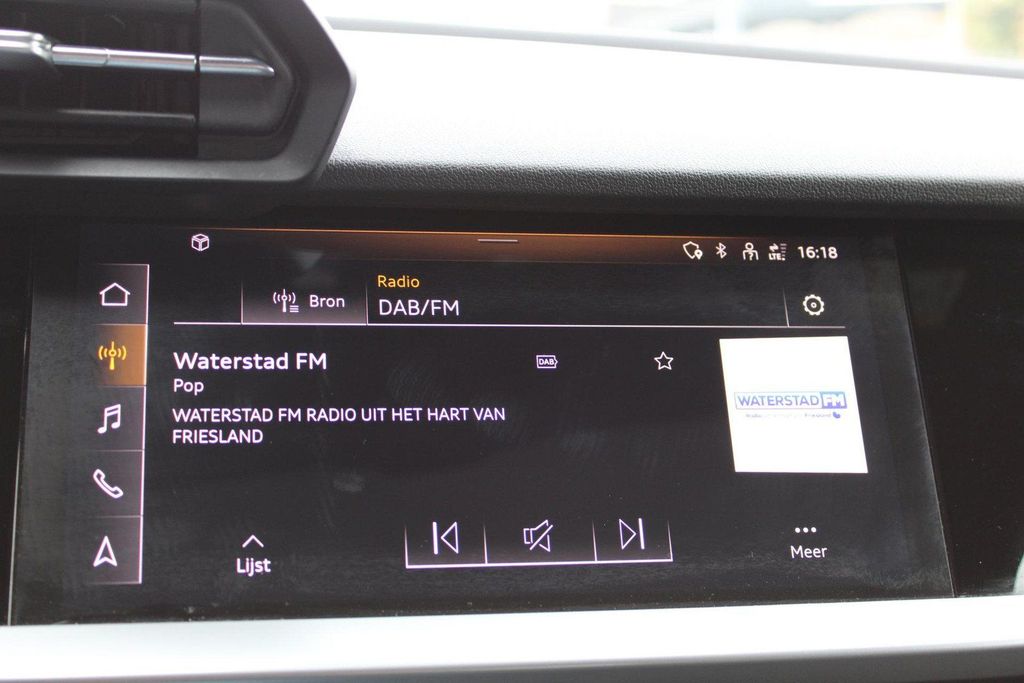 LTE
16:18
Radio
Bron
DAB/FM
Waterstad FM
DAB
Pop
WATERSTAD FM RADIO UIT HET HART VAN
FRIESLAND
WATERSTAD FM
Lijst
Meer